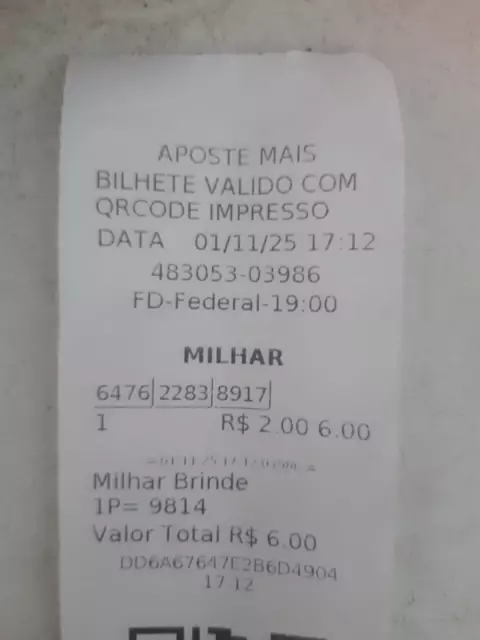 APOSTE MAIS
BILHETE VALIDO COM
QRCODE IMPRESSO
DATA 01/11/25 17:12
483053-03986
FD-Federal-19:00
MILHAR
6476 2283 8917
1 R$ 2.00 6.00
Milhar Brinde
1P= 9814
Valor Total R$ 6.00
DD6A67647E2B6D4904
17 12